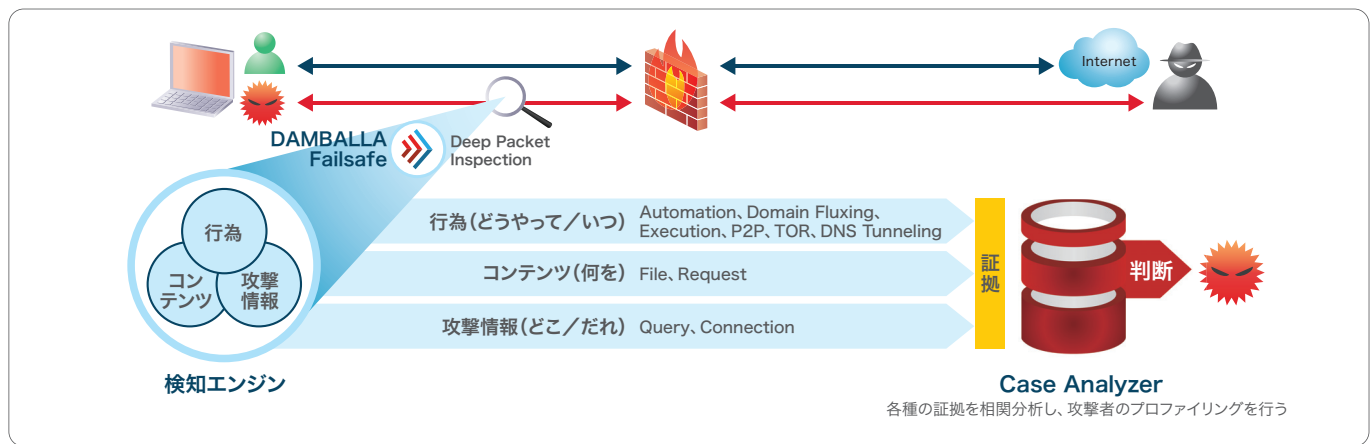 Internet
DAMBALLA
Failsafe
Deep Packet
Inspection
行為
コン
テンツ
攻撃
情報
検知エンジン
行為(どうやって／いつ)
Automation、Domain Fluxing、
Execution、P2P、TOR、DNS Tunneling
コンテンツ(何を)
File、Request
攻撃情報(どこ／だれ)
Query、Connection
証拠
判断
Case Analyzer
各種の証拠を相関分析し、攻撃者のプロファイリングを行う